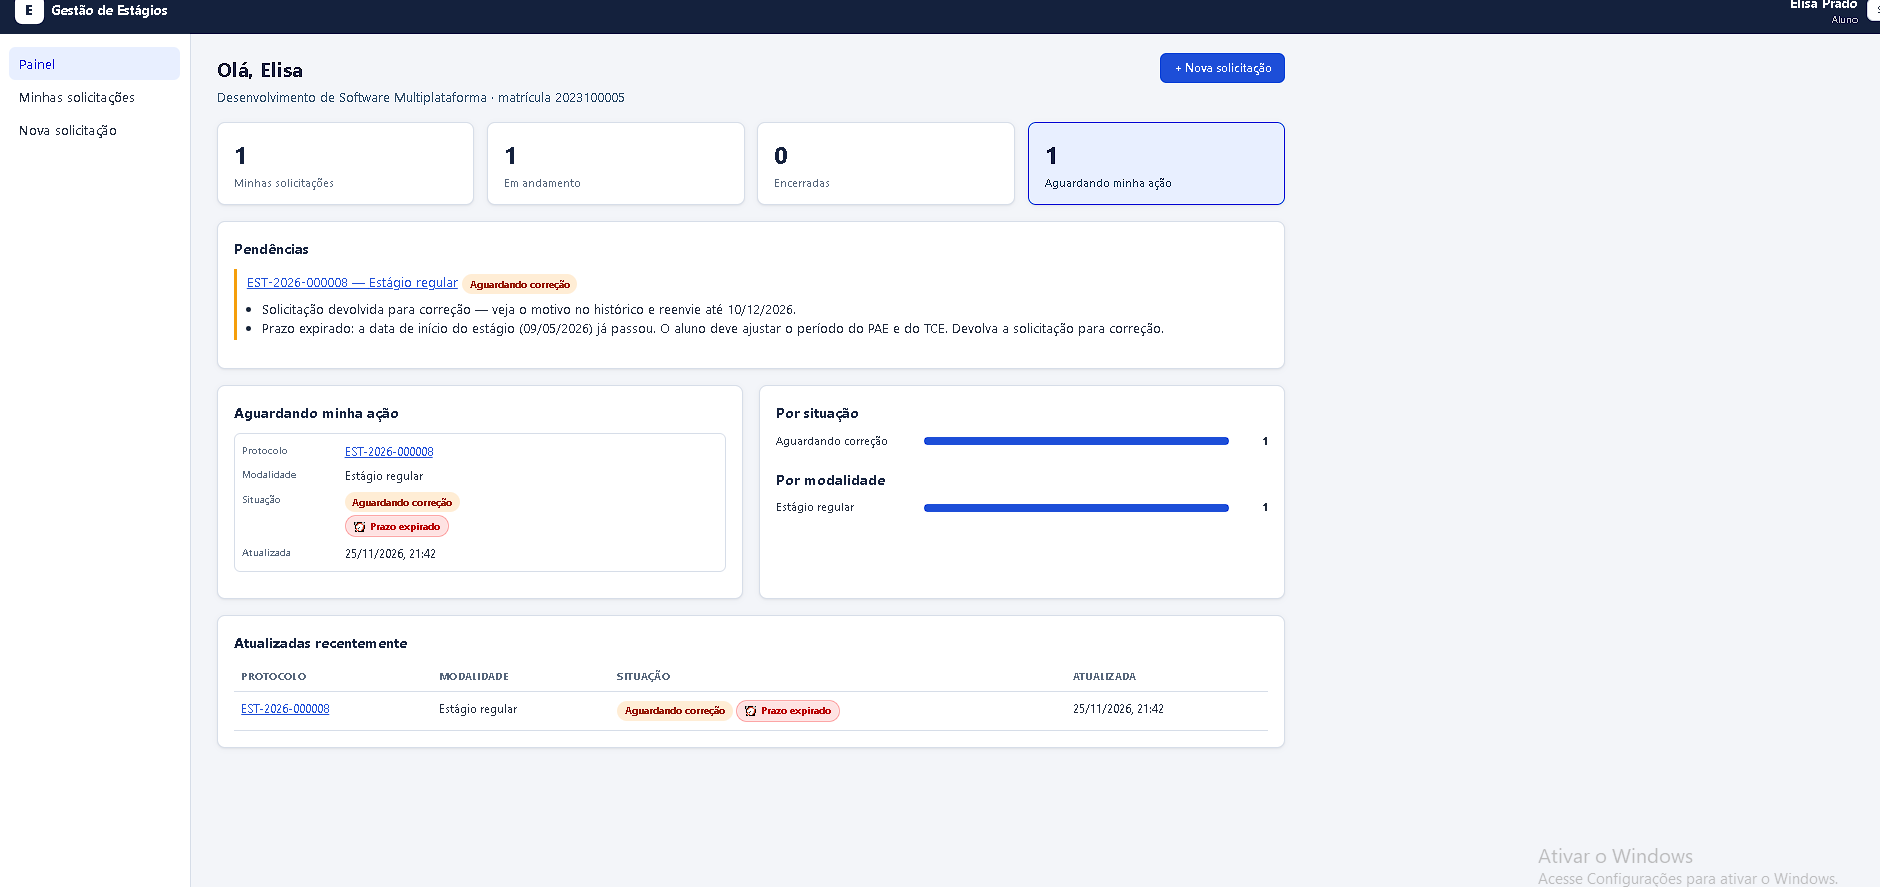 E Gestão de Estágios
Elisa Prado
Aluno
Painel
Minhas solicitações
Nova solicitação
Olá, Elisa
+ Nova solicitação
Desenvolvimento de Software Multiplataforma · matrícula 2023100005
1
Minhas solicitações
1
Em andamento
0
Encerradas
1
Aguardando minha ação
Pendências
EST-2026-000008 — Estágio regular Aguardando correção
• Solicitação devolvida para correção — veja o motivo no histórico e reenvie até 10/12/2026.
• Prazo expirado: a data de início do estágio (09/05/2026) já passou. O aluno deve ajustar o período do PAE e do TCE. Devolva a solicitação para correção.
Aguardando minha ação
Protocolo EST-2026-000008
Modalidade Estágio regular
Situação Aguardando correção
Prazo expirado
Atualizada 25/11/2026, 21:42
Por situação
Aguardando correção 1
Por modalidade
Estágio regular 1
Atualizadas recentemente
PROTOCOLO MODALIDADE SITUAÇÃO ATUALIZADA
EST-2026-000008 Estágio regular Aguardando correção Prazo expirado 25/11/2026, 21:42
Ativar o Windows
Acesse Configurações para ativar o Windows.